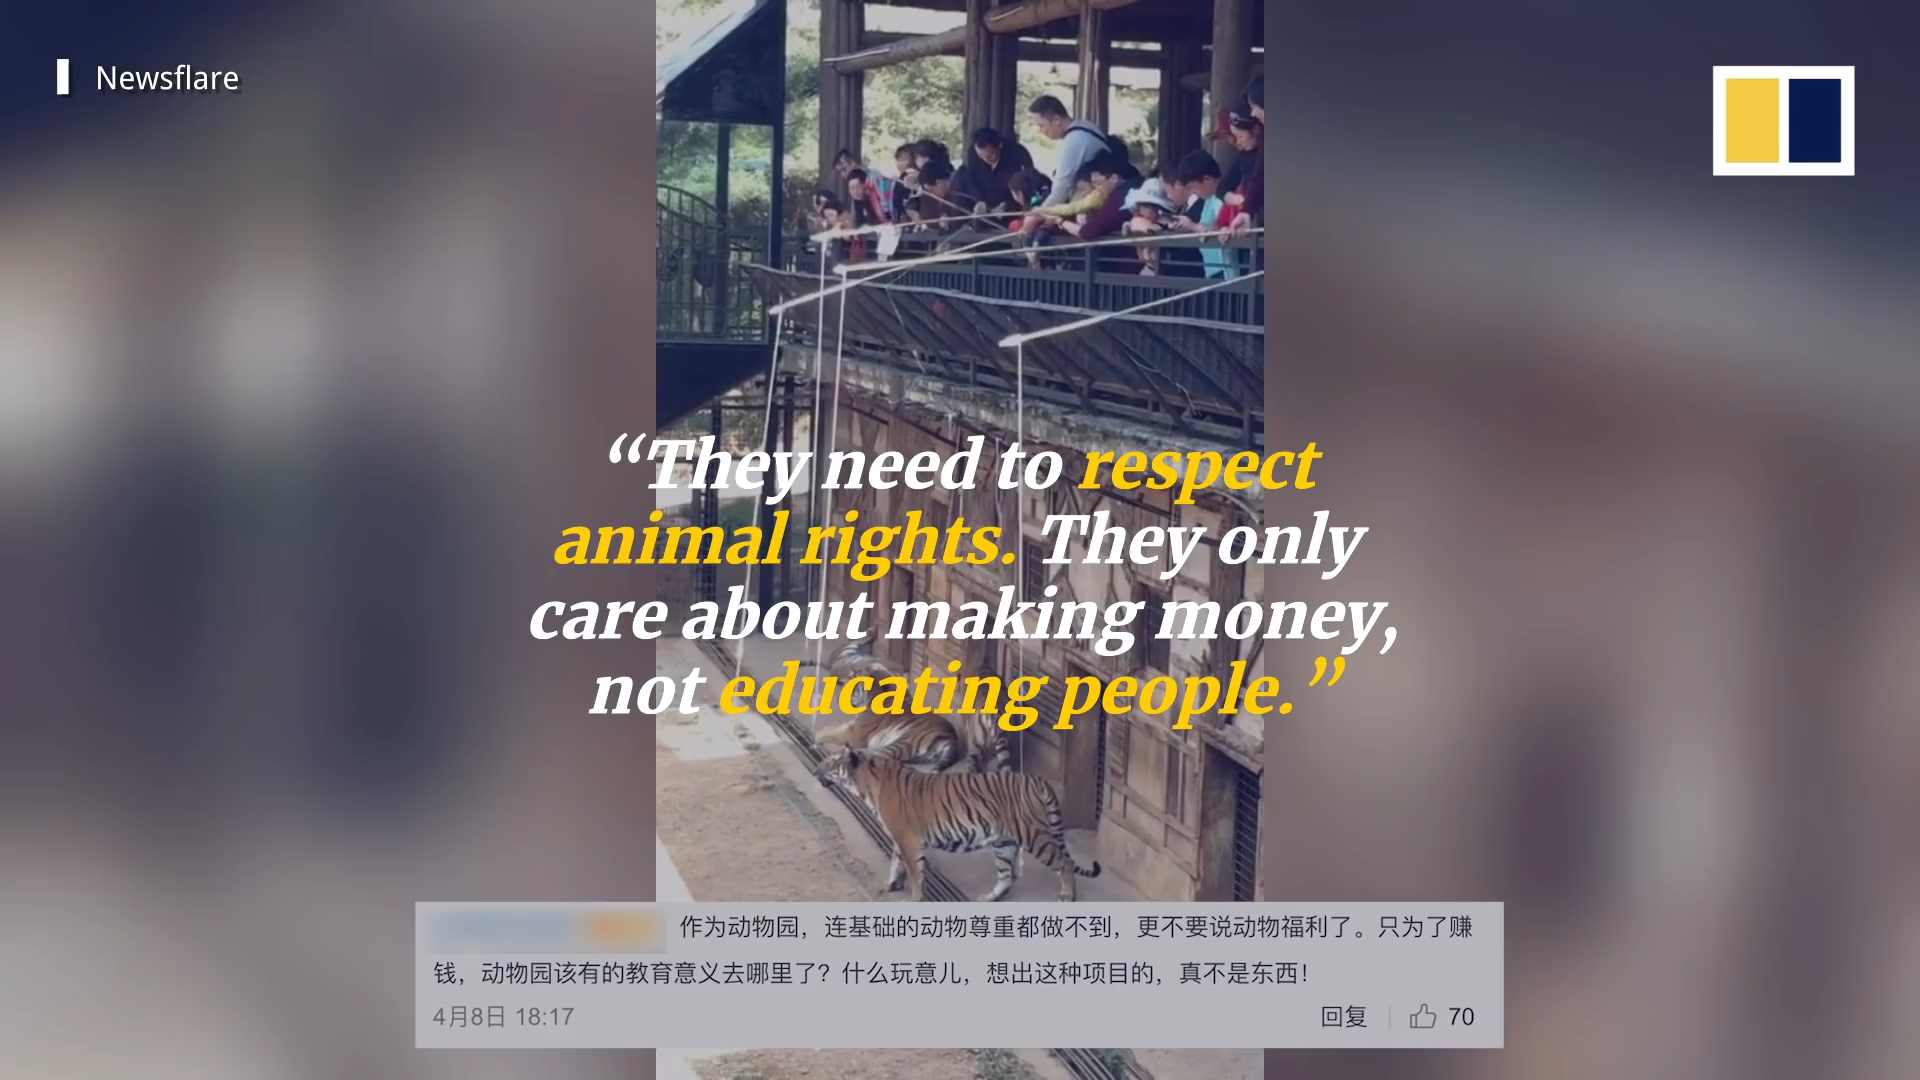 Newsflare
“They need to respect
animal rights. They only
care about making money,
not educating people.”
作为动物园，连基础的动物尊重都做不到，更不要说动物福利了。只为了赚
钱，动物园该有的教育意义去哪里了？什么玩意儿，想出这种项目的，真不是东西！
4月8日 18:17
回复
70